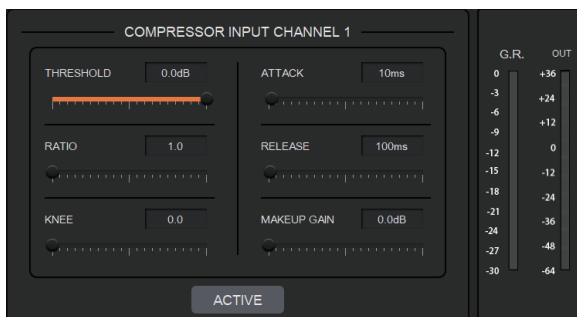 COMPRESSOR INPUT CHANNEL 1
THRESHOLD 0.0dB
ATTACK 10ms
RATIO 1.0
RELEASE 100ms
KNEE 0.0
MAKEUP GAIN 0.0dB
ACTIVE
G.R.
0
-3
-6
-9
-12
-15
-18
-21
-24
-27
-30
OUT
+36
+24
+12
0
-12
-24
-36
-48
-64